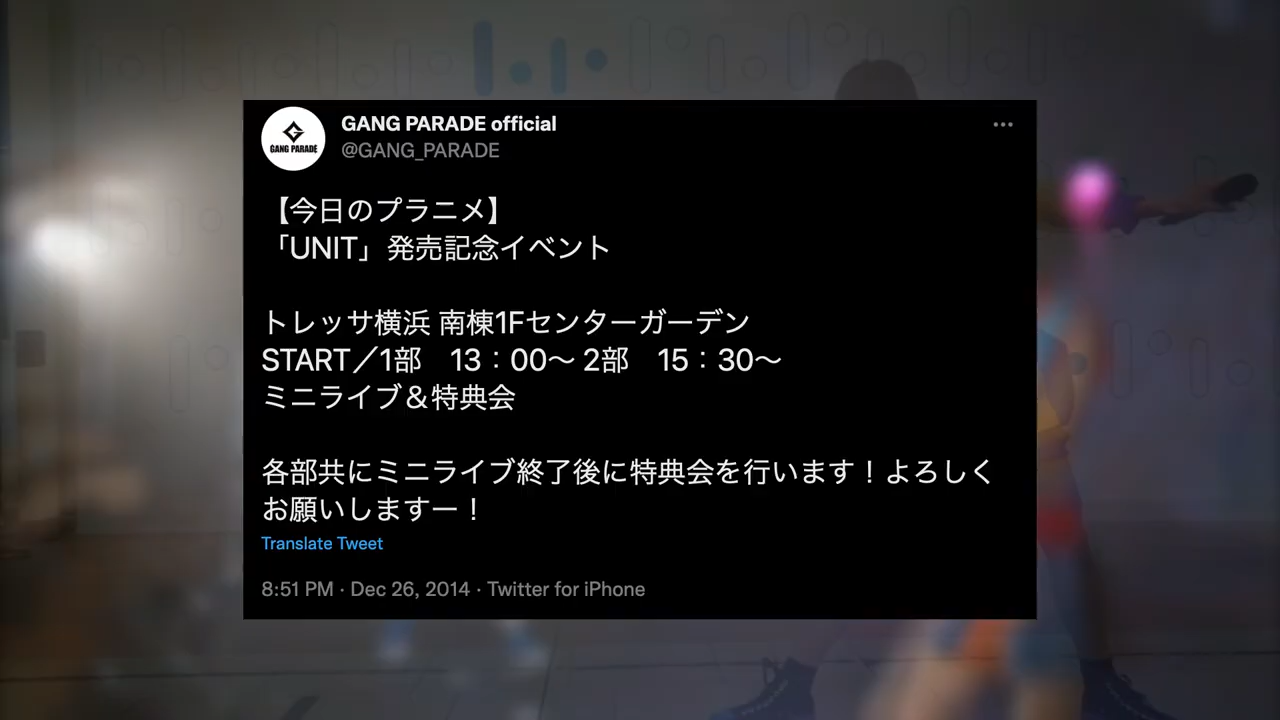 GANG PARADE
GANG PARADE official
@GANG_PARADE
【今日のプラニメ】
「UNIT」発売記念イベント
トレッサ横浜 南棟1Fセンターガーデン
START／1部　13：00〜 2部　15：30〜
ミニライブ＆特典会
各部共にミニライブ終了後に特典会を行います！よろしく
お願いしますー！
Translate Tweet
8:51 PM · Dec 26, 2014 · Twitter for iPhone